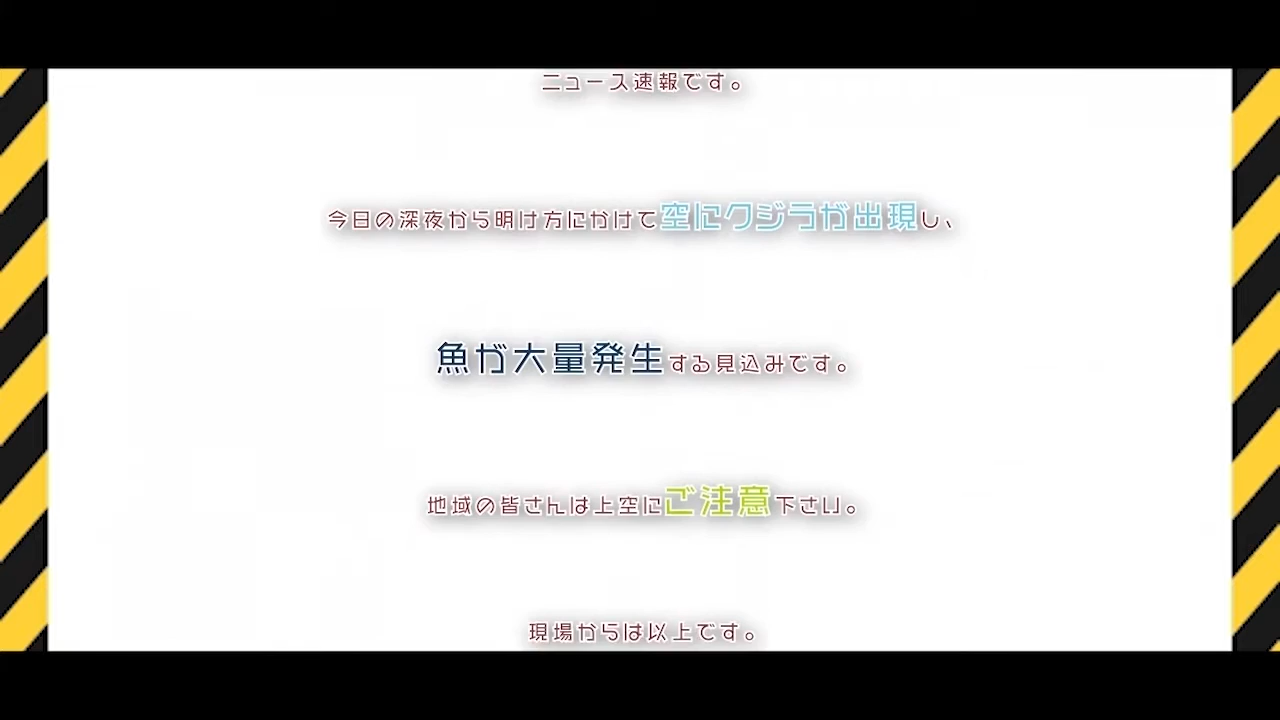 ニュース速報です。
今日の深夜から明け方にかけて空にクジラが出現し、
魚が大量発生する見込みです。
地域の皆さんは上空にご注意下さい。
現場からは以上です。